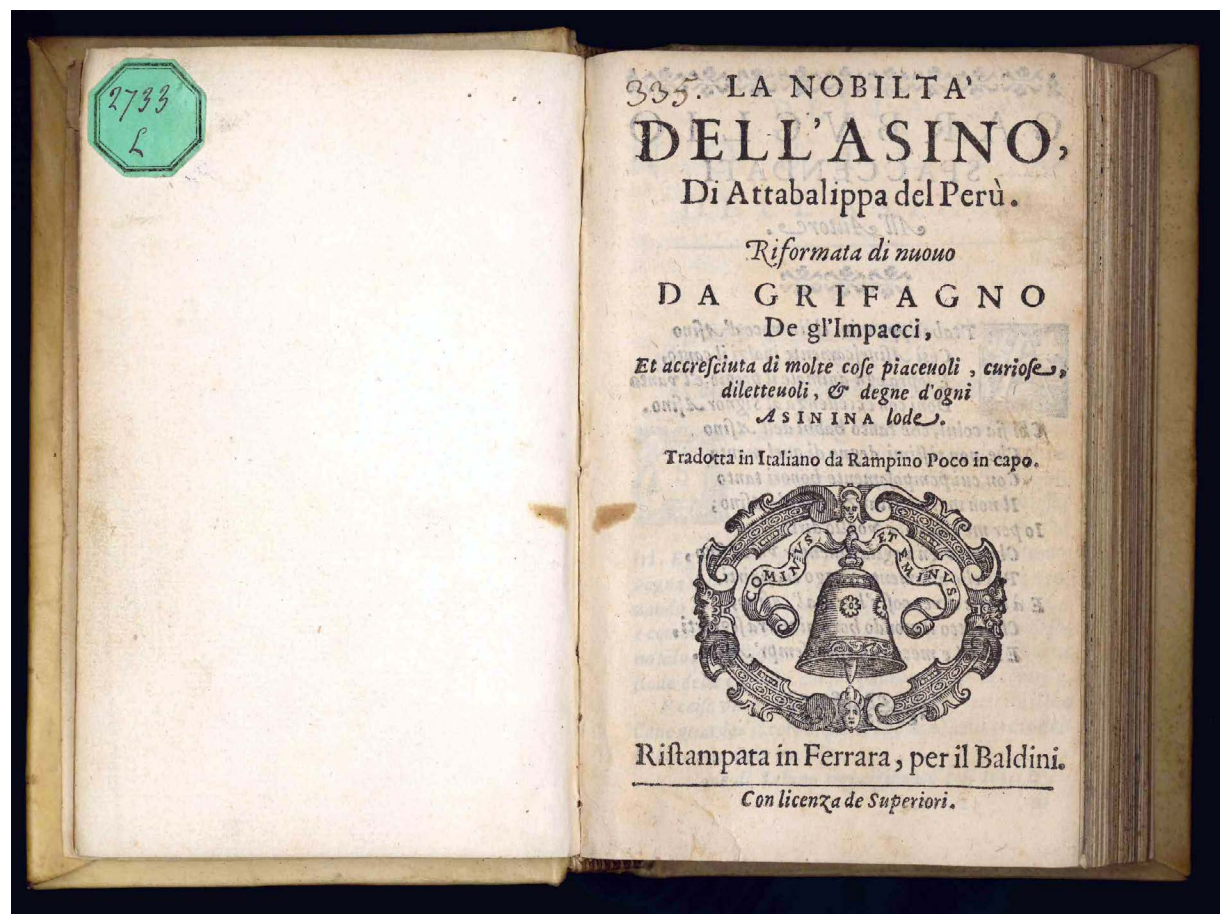 2733
L
335. LA NOBILTA'
DELL'ASINO,
Di Attabalippa del Perù.
Riformata di nuouo
DA GRIFAGNO
De gl'Impacci,
Et accreſciuta di molte coſe piaceuoli, curioſe,
diletteuoli, & degne d'ogni
ASININA lode.
Tradotta in Italiano da Rampino Poco in capo.
COMINVS ET EMINVSS
Riſtampata in Ferrara, per il Baldini.
Con licenza de Superiori.